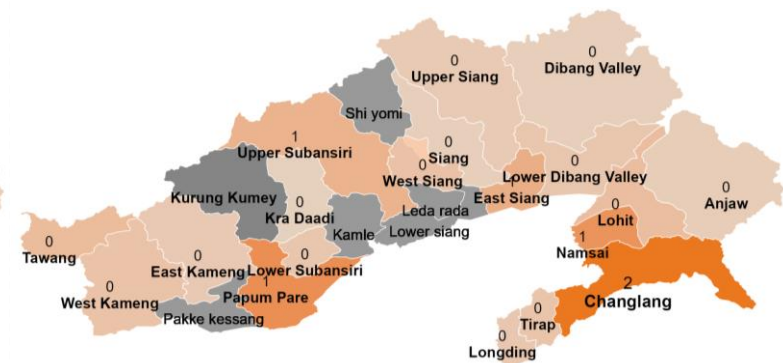 0
Upper Siang
0
Dibang Valley
Shi yomi
1
Upper Subansiri
0
Siang
0
West Siang
0
Lower Dibang Valley
1
East Siang
0
Anjaw
Kurung Kumey
0
Kra Daadi
Leda rada
Lower siang
Kamle
0
Lohit
1
Namsai
0
Tawang
0
East Kameng
0
Lower Subansiri
0
West Kameng
1
Papum Pare
Pakke kessang
2
Changlang
0
Tirap
0
Longding